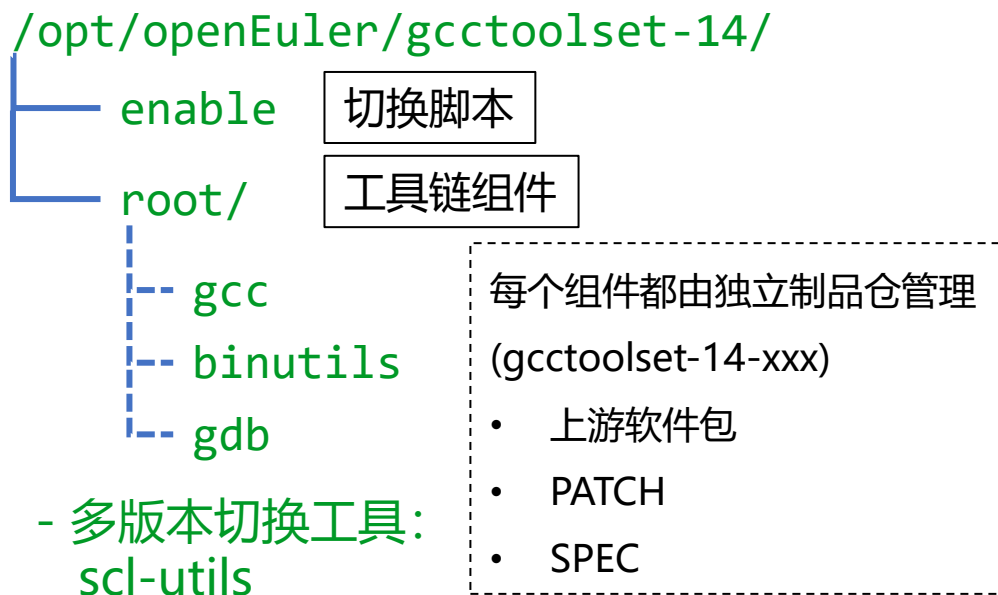 /opt/openEuler/gcctoolset-14/
enable 切换脚本
root/ 工具链组件
gcc
binutils
gdb
每个组件都由独立制品仓管理
(gcctoolset-14-xxx)
• 上游软件包
• PATCH
• SPEC
- 多版本切换工具：
scl-utils